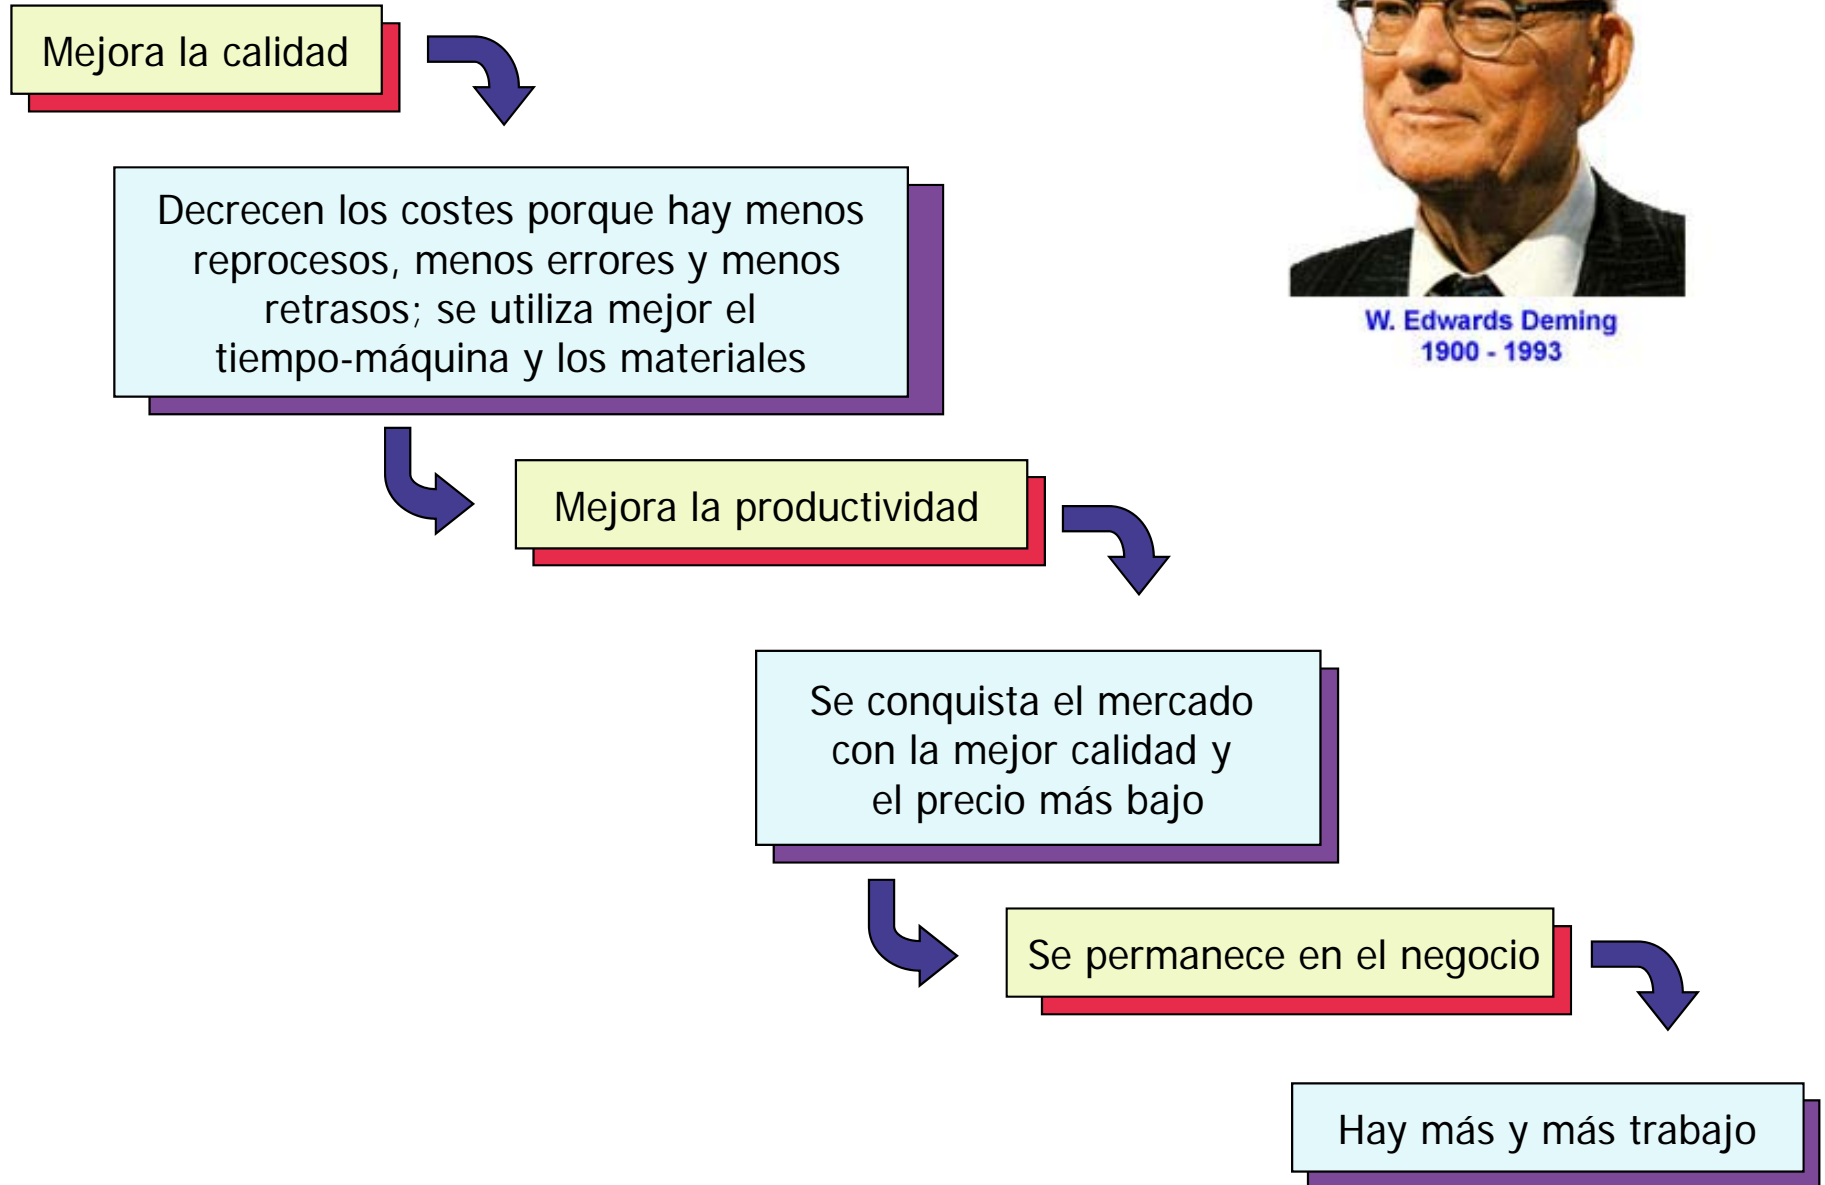 Mejora la calidad
Decrecen los costes porque hay menos
reprocesos, menos errores y menos
retrasos; se utiliza mejor el
tiempo-máquina y los materiales
W. Edwards Deming
1900 - 1993
Mejora la productividad
Se conquista el mercado
con la mejor calidad y
el precio más bajo
Se permanece en el negocio
Hay más y más trabajo